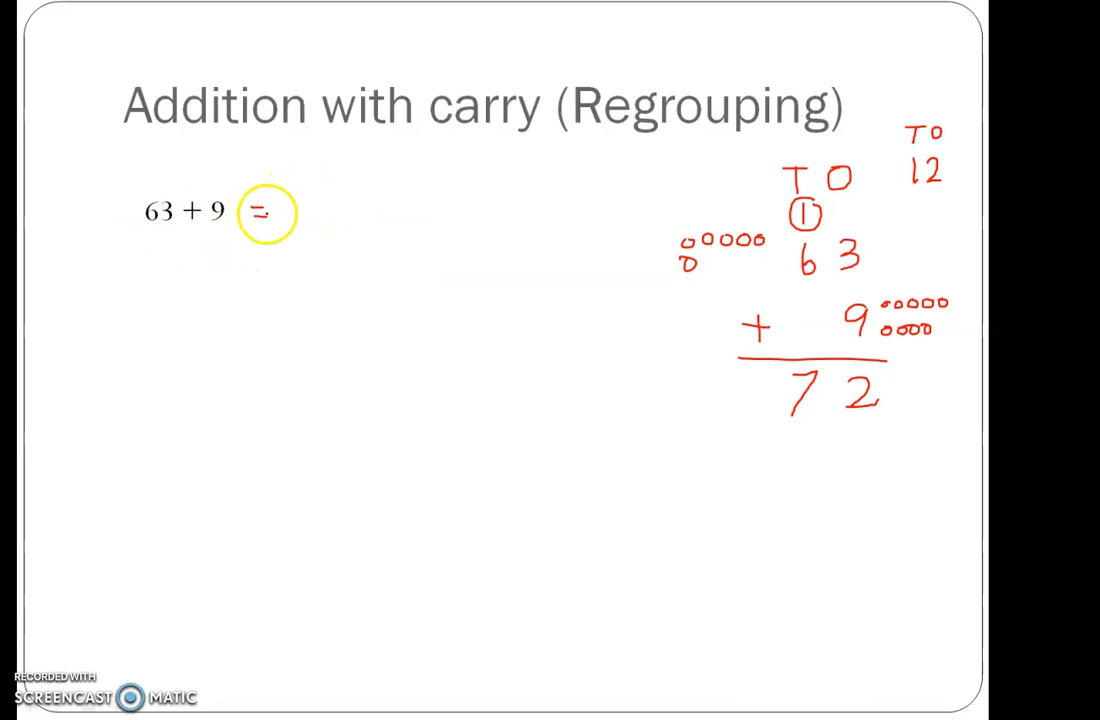 Addition with carry (Regrouping)
T O
12
T O
1
63 + 9 =
6 3
+ 9
7 2
RECORDED WITH
SCREENCAST MATIC